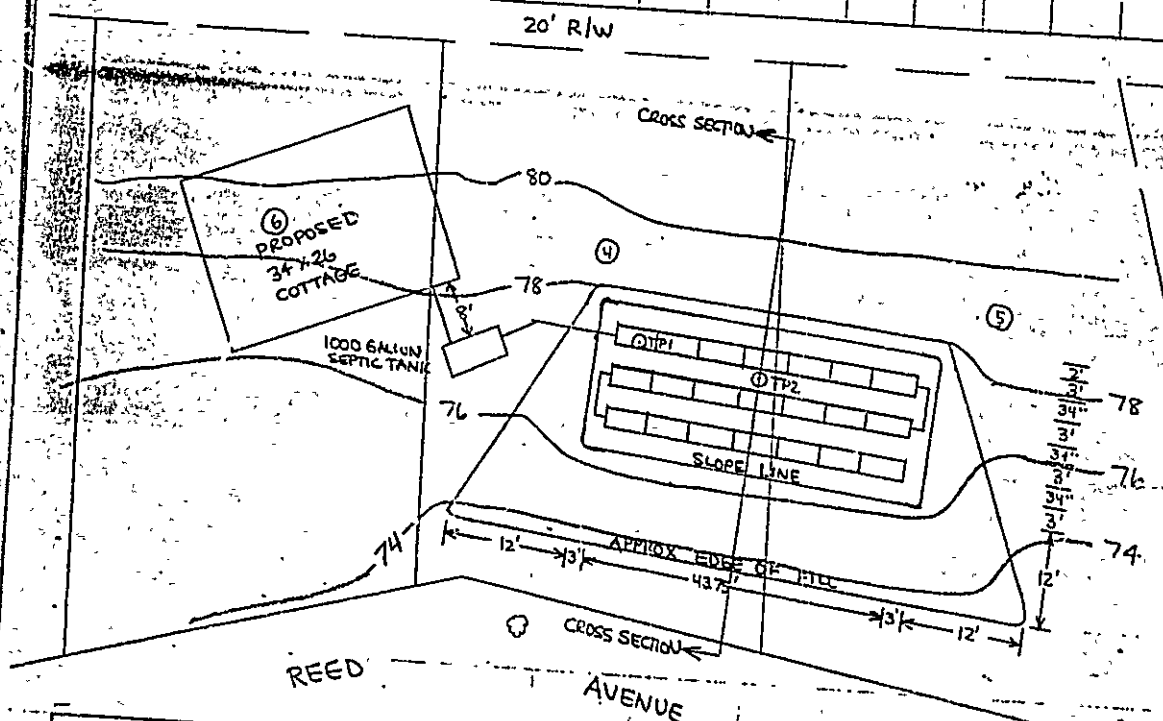 20' R/W
CROSS SECTION
80
6
PROPOSED
34 x 26
COTTAGE
4
78
5
8'
1000 GALLON
SEPTIC TANK
TP1
TP2
2'
3'
34"
3'
34"
3'
34"
3'
12'
78
76
76
SLOPE LINE
74
74
12'
3'
APPROX EDGE OF FILL
43.75'
3'
12'
CROSS SECTION
REED
AVENUE